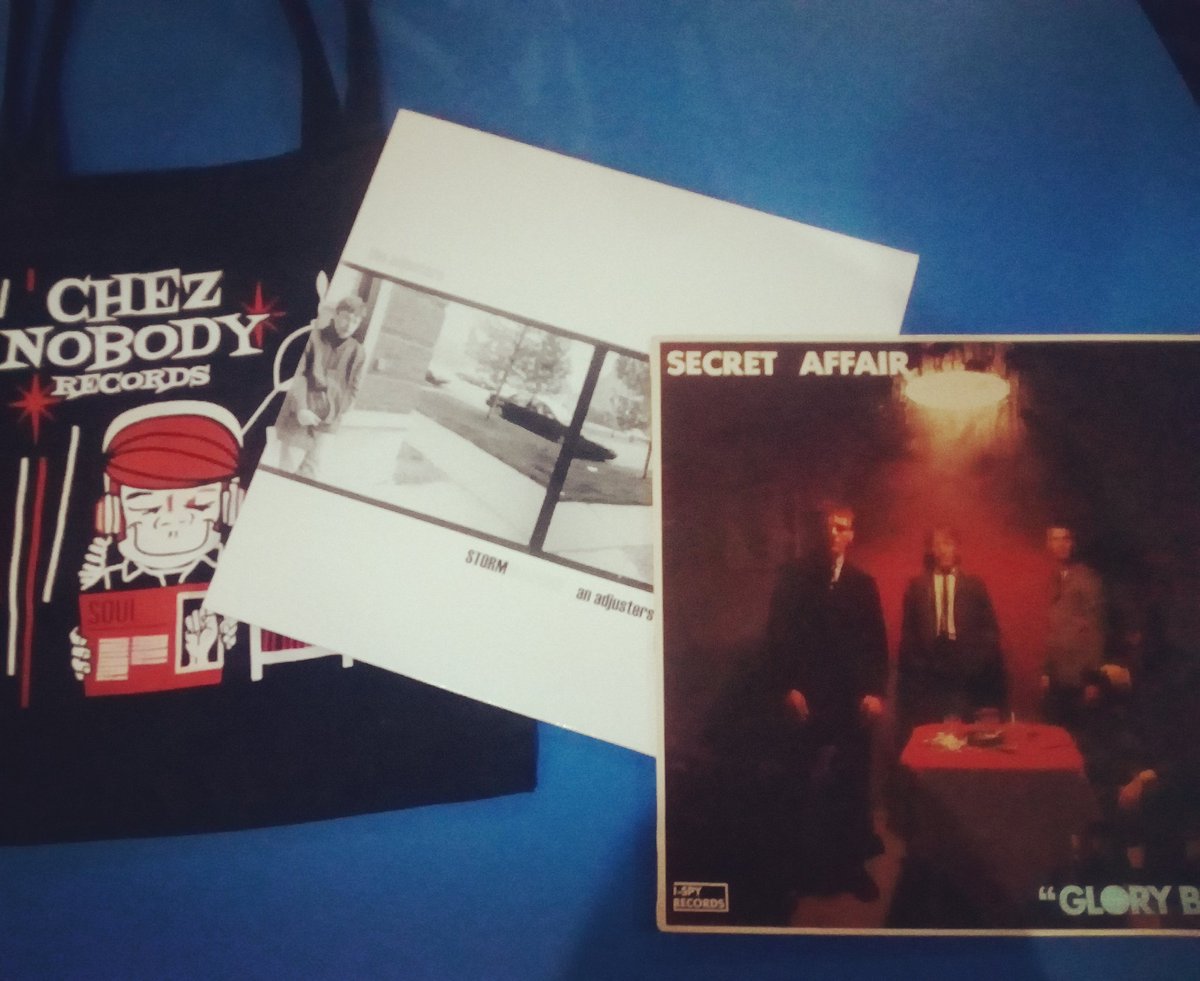 CHEZ
NOBODY
RECORDS
SOUL
STORM
an adjusters
SECRET AFFAIR
I-SPY
RECORDS
“GLORY B